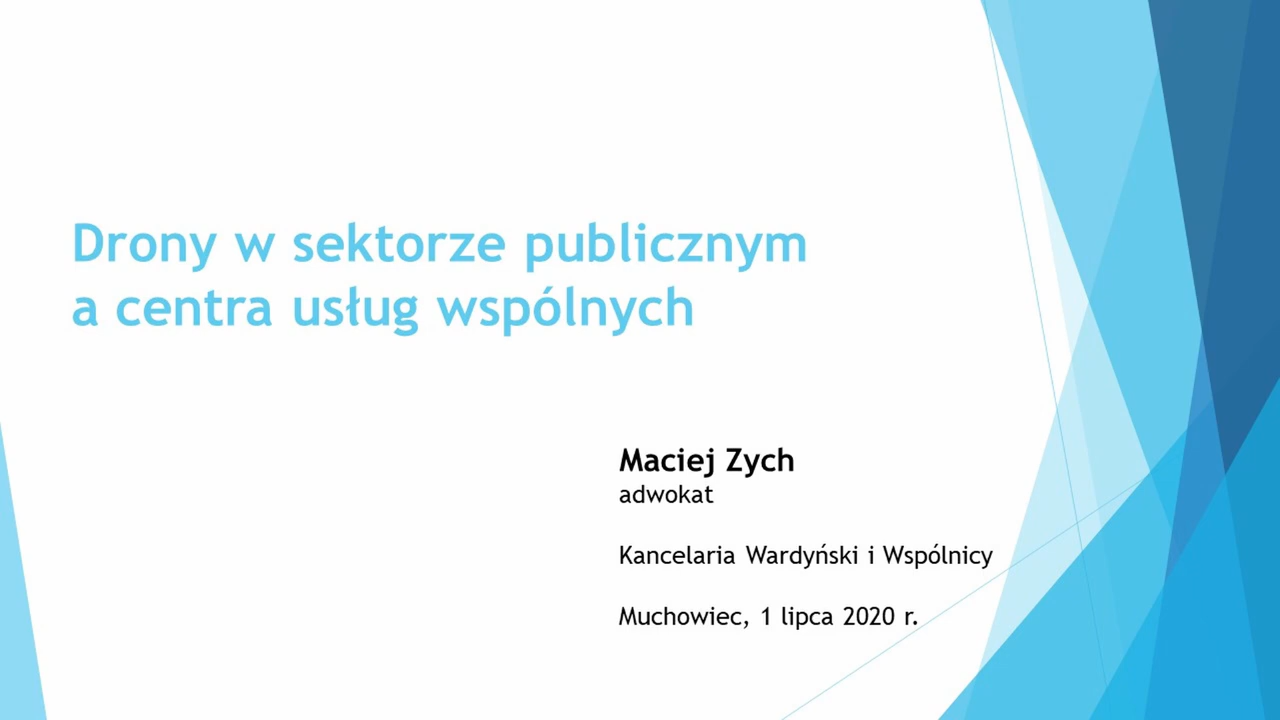 Drony w sektorze publicznym
a centra usług wspólnych
Maciej Zych
adwokat
Kancelaria Wardyński i Wspólnicy
Muchowiec, 1 lipca 2020 r.